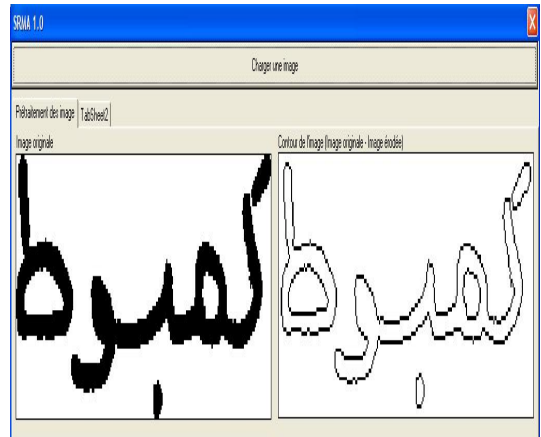 SRMA 1.0
Charger une image
Prétraitement des image TabSheet2
Image originale
Contour de l'image (Image originale - Image érodée)
كمبوط
كمبوط